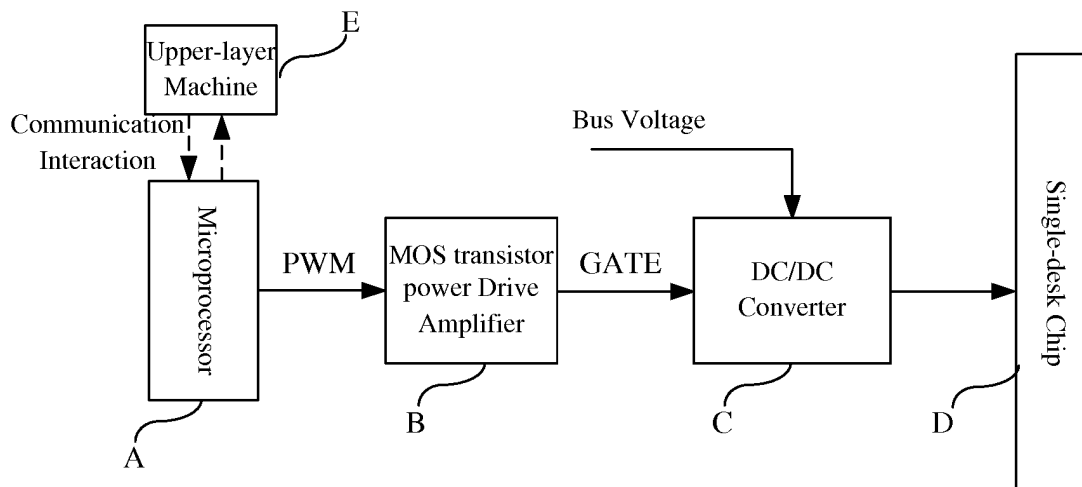 E
Upper-layer
Machine
Communication
Interaction
Bus Voltage
Microprocessor
PWM
MOS transistor
power Drive
Amplifier
GATE
DC/DC
Converter
Single-desk Chip
A
B
C
D